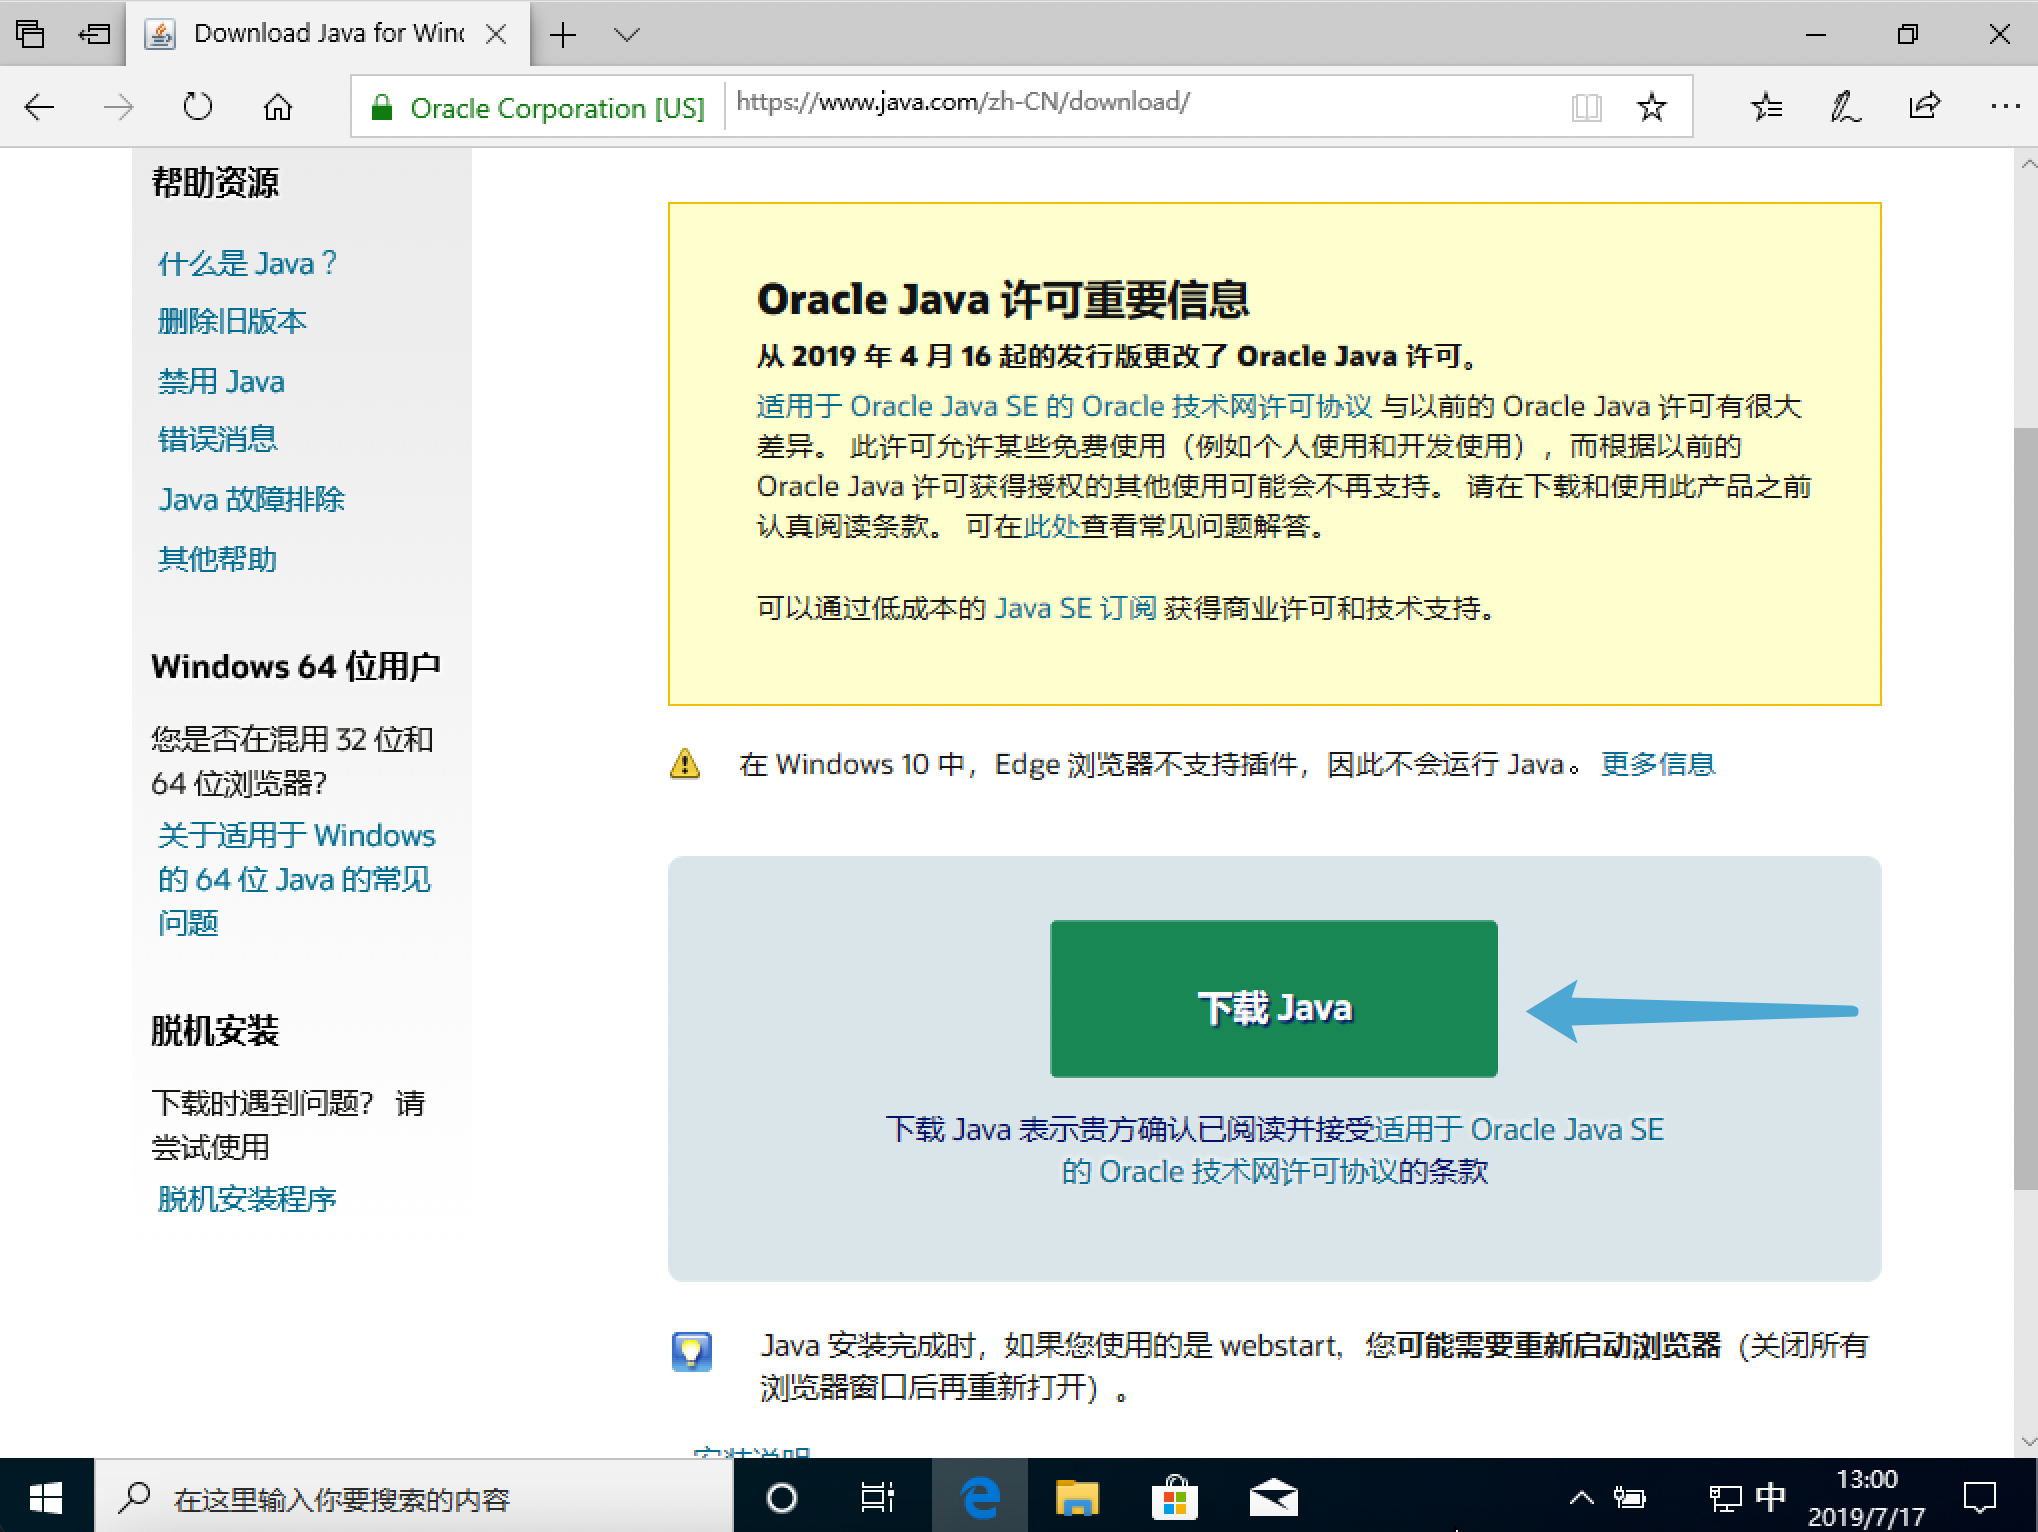 Download Java for Wind
Oracle Corporation [US]
https://www.java.com/zh-CN/download/
帮助资源
什么是 Java？
删除旧版本
禁用 Java
错误消息
Java 故障排除
其他帮助
Windows 64 位用户
您是否在混用 32 位和
64 位浏览器?
关于适用于 Windows
的 64 位 Java 的常见
问题
脱机安装
下载时遇到问题? 请
尝试使用
脱机安装程序
Oracle Java 许可重要信息
从 2019 年 4 月 16 起的发行版更改了 Oracle Java 许可。
适用于 Oracle Java SE 的 Oracle 技术网许可协议 与以前的 Oracle Java 许可有很大
差异。 此许可允许某些免费使用（例如个人使用和开发使用），而根据以前的
Oracle Java 许可获得授权的其他使用可能会不再支持。 请在下载和使用此产品之前
认真阅读条款。 可在此处查看常见问题解答。
可以通过低成本的 Java SE 订阅 获得商业许可和技术支持。
在 Windows 10 中，Edge 浏览器不支持插件，因此不会运行 Java。 更多信息
下载 Java
下载 Java 表示贵方确认已阅读并接受适用于 Oracle Java SE
的 Oracle 技术网许可协议的条款
Java 安装完成时，如果您使用的是 webstart，您可能需要重新启动浏览器（关闭所有
浏览器窗口后再重新打开）。
安装说明
在这里输入你要搜索的内容
中
13:00
2019/7/17